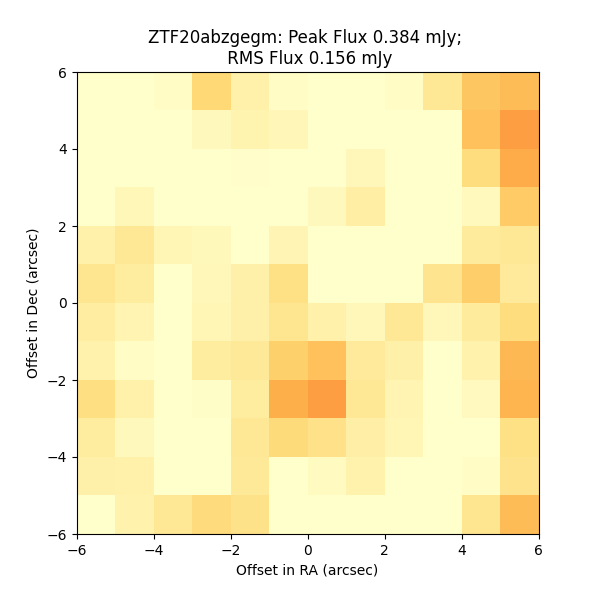 ZTF20abzgegm: Peak Flux 0.384 mJy;
RMS Flux 0.156 mJy
6
4
2
0
−2
−4
−6
Offset in Dec (arcsec)
−6 −4 −2 0 2 4 6
Offset in RA (arcsec)